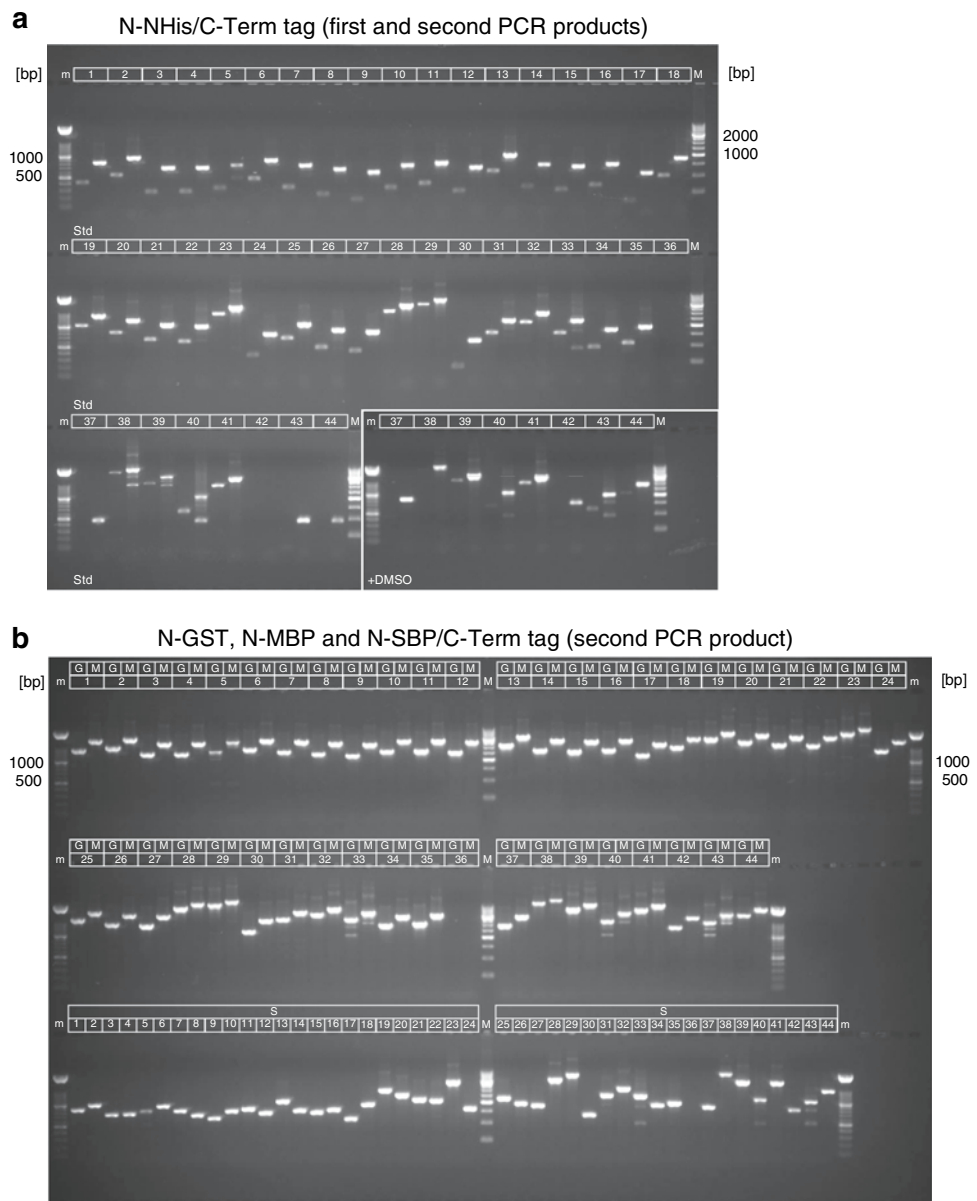 a
N-NHis/C-Term tag (first and second PCR products)
[bp] m 1 2 3 4 5 6 7 8 9 10 11 12 13 14 15 16 17 18 M [bp]
1000 2000
500 1000
Std
m 19 20 21 22 23 24 25 26 27 28 29 30 31 32 33 34 35 36 M
Std
m 37 38 39 40 41 42 43 44 M m 37 38 39 40 41 42 43 44 M
Std +DMSO
b
N-GST, N-MBP and N-SBP/C-Term tag (second PCR product)
G M G M G M G M G M G M G M G M G M G M G M G M G M G M G M G M G M G M G M G M G M G M G M G M
[bp] m 1 2 3 4 5 6 7 8 9 10 11 12 M 13 14 15 16 17 18 19 20 21 22 23 24 m [bp]
1000 1000
500 500
G M G M G M G M G M G M G M G M G M G M G M G M G M G M G M G M G M G M G M G M
m 25 26 27 28 29 30 31 32 33 34 35 36 M 37 38 39 40 41 42 43 44 m
S S
m 1 2 3 4 5 6 7 8 9 10 11 12 13 14 15 16 17 18 19 20 21 22 23 24 M 25 26 27 28 29 30 31 32 33 34 35 36 37 38 39 40 41 42 43 44 m